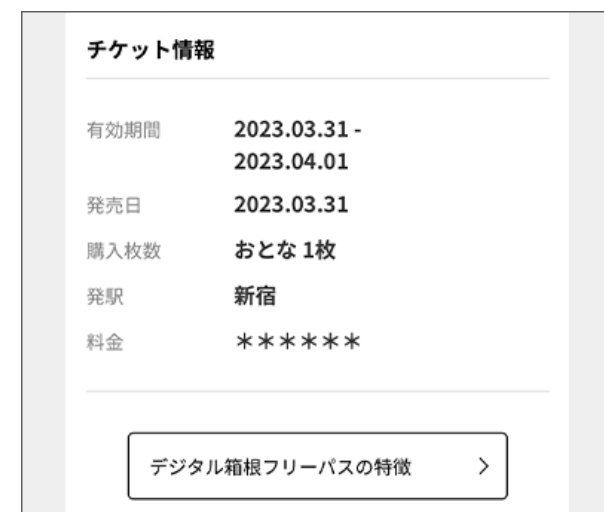 チケット情報
有効期間 2023.03.31 -
2023.04.01
発売日 2023.03.31
購入枚数 おとな 1枚
発駅 新宿
料金 ＊＊＊＊＊＊
デジタル箱根フリーパスの特徴